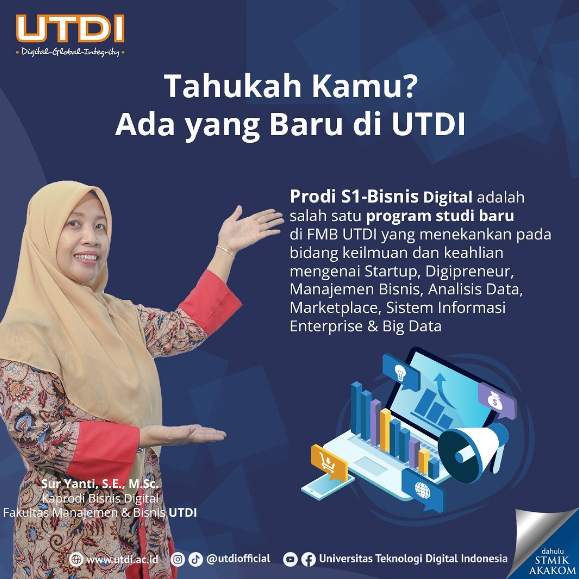 UTDI
Digital-Global-Integrity
Tahukah Kamu?
Ada yang Baru di UTDI
Prodi S1-Bisnis Digital adalah
salah satu program studi baru
di FMB UTDI yang menekankan pada
bidang keilmuan dan keahlian
mengenai Startup, Digipreneur,
Manajemen Bisnis, Analisis Data,
Marketplace, Sistem Informasi
Enterprise & Big Data
Sur Yanti, S.E., M.Sc.
Kaprodi Bisnis Digital
Fakultas Manajemen & Bisnis UTDI
www.utdi.ac.id @utdiofficial Universitas Teknologi Digital Indonesia
dahulu
STMIK
AKAKOM